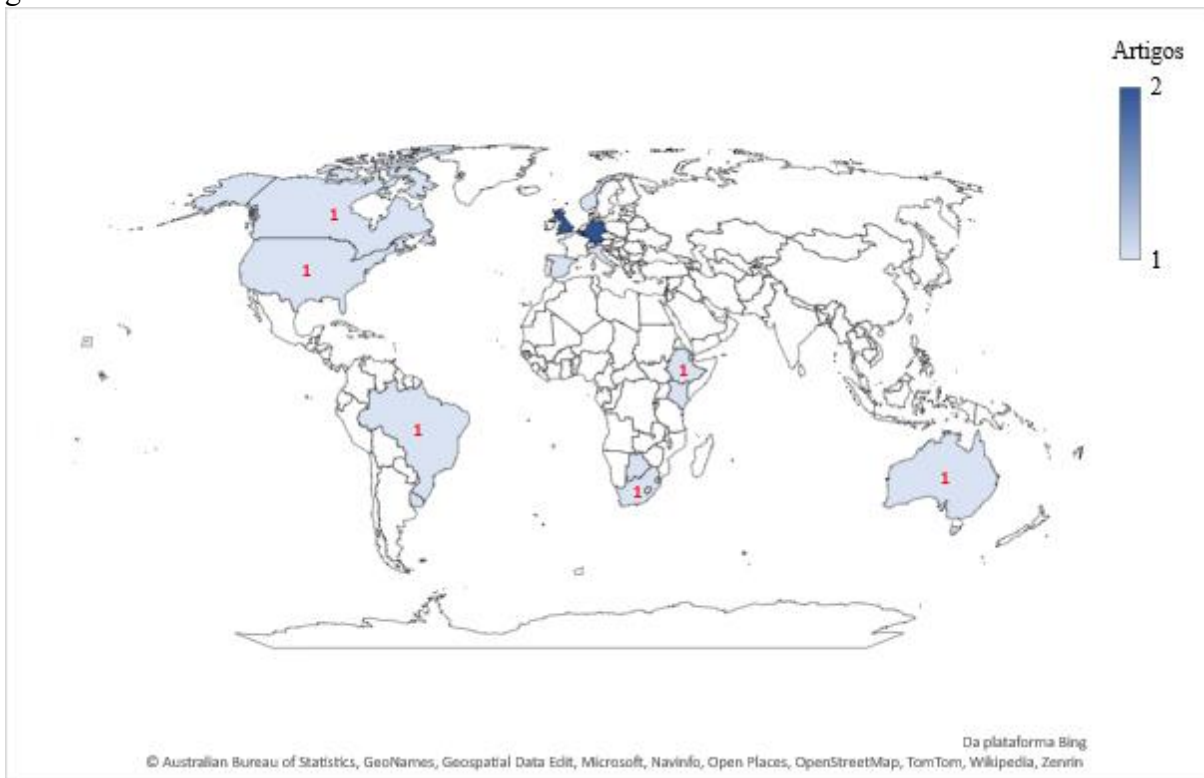 Artigos
2
1
1
1
1
1
1
1
Da plataforma Bing
© Australian Bureau of Statistics, GeoNames, Geospatial Data Edit, Microsoft, Navinfo, Open Places, OpenStreetMap, TomTom, Wikipedia, Zenrin